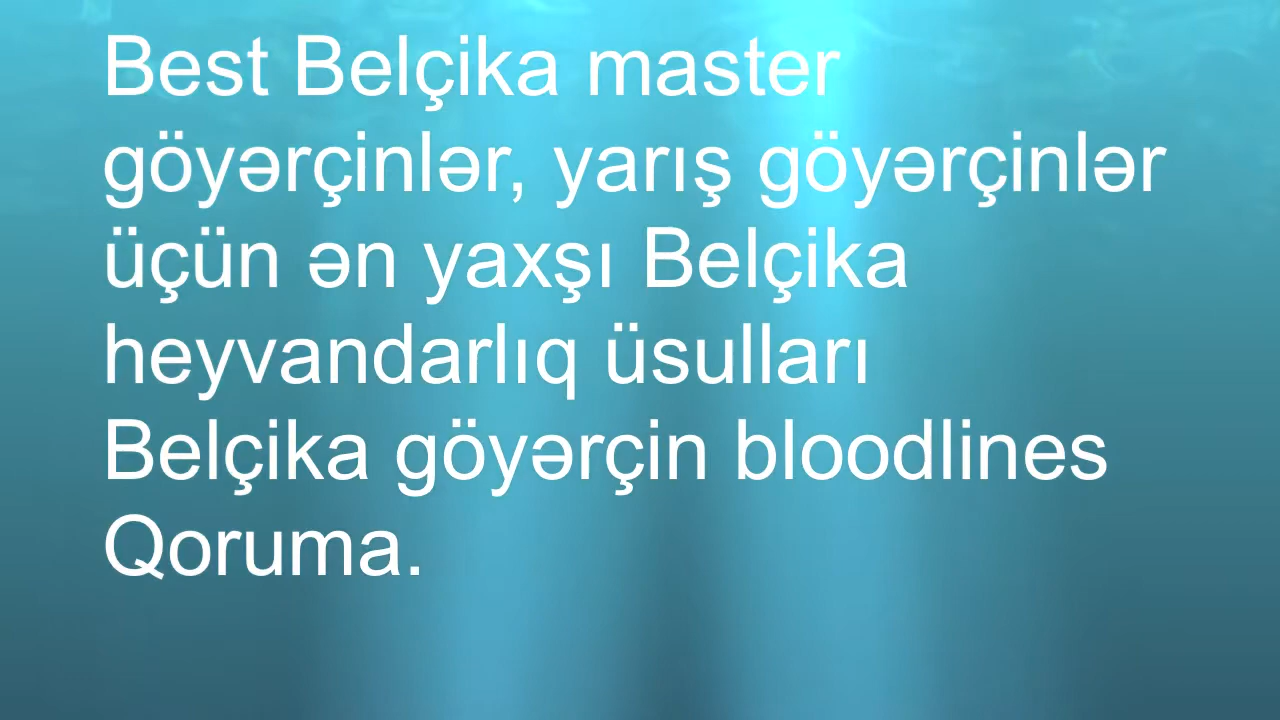 Best Belçika master
göyərçinlər, yarış göyərçinlər
üçün ən yaxşı Belçika
heyvandarlıq üsulları
Belçika göyərçin bloodlines
Qoruma.